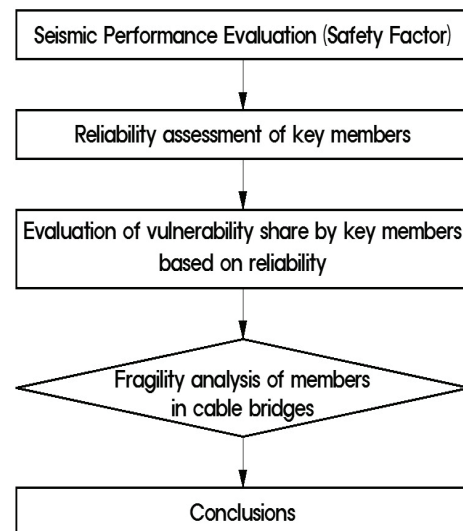 Seismic Performance Evaluation (Safety Factor)
Reliability assessment of key members
Evaluation of vulnerability share by key members
based on reliability
Fragility analysis of members
in cable bridges
Conclusions